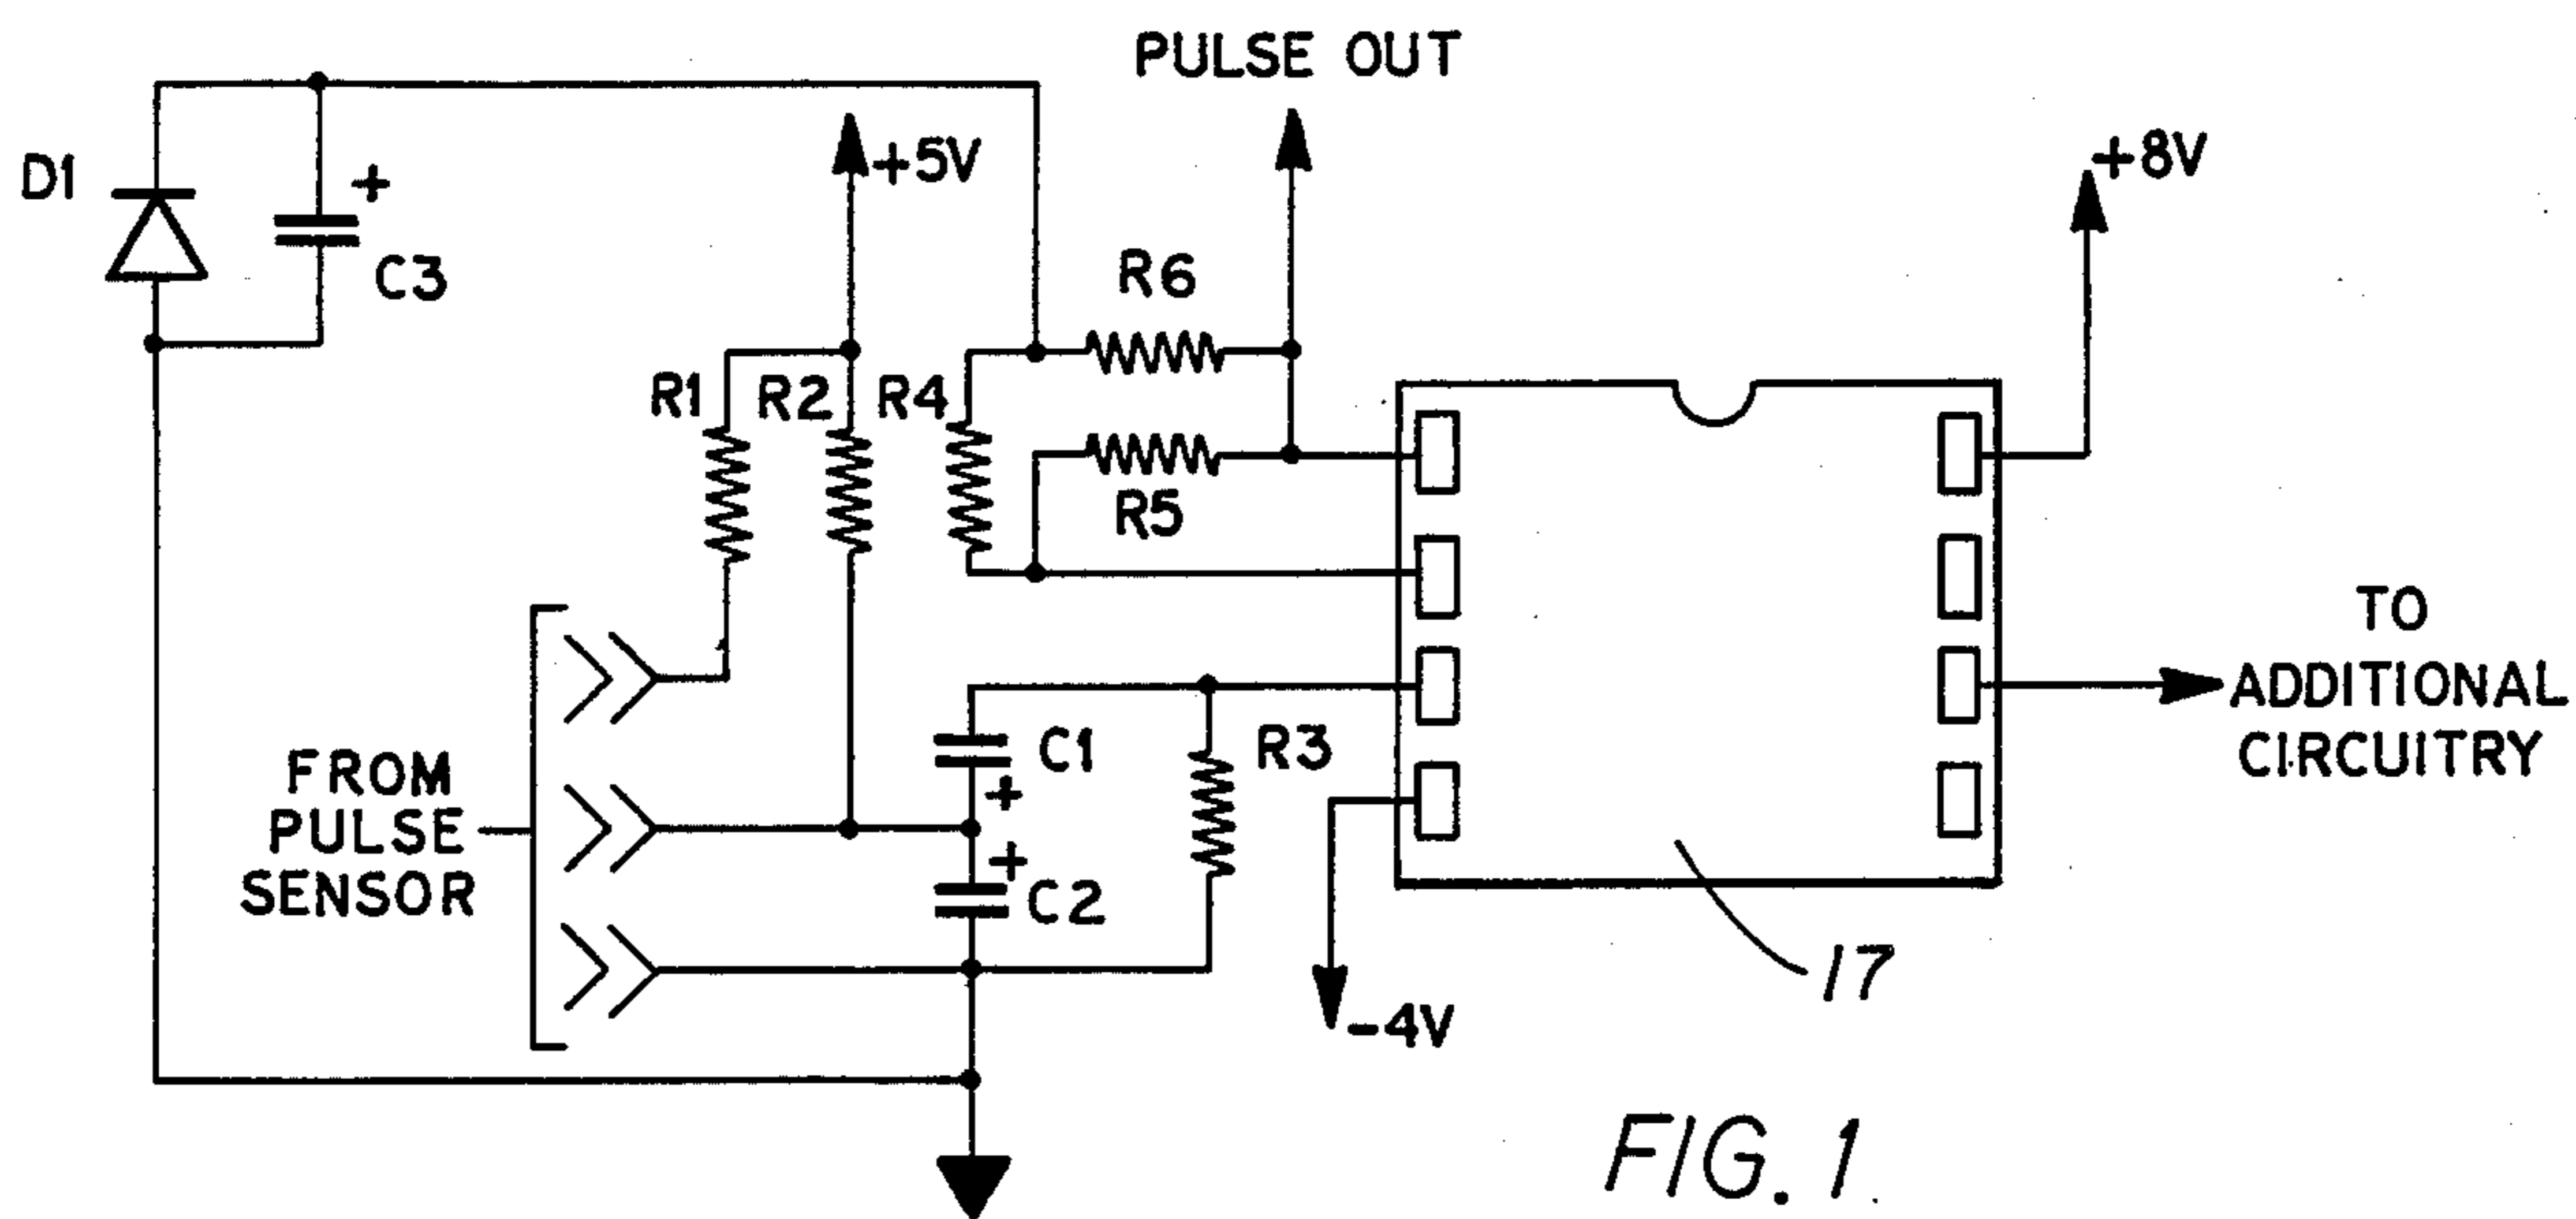 PULSE OUT
D1
+
C3
+5V
+8V
R6
R1
R2
R4
R5
TO
ADDITIONAL
CIRCUITRY
FROM
PULSE
SENSOR
C1
+
R3
+
C2
-4V
17
FIG. 1